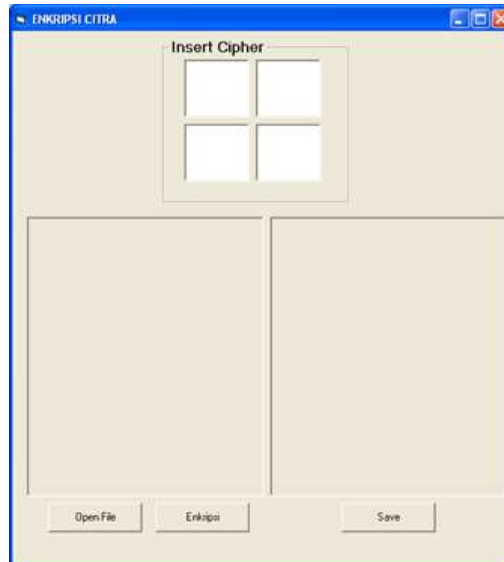 ENKRIPSI CITRA
Insert Cipher
Open File
Enkripsi
Save